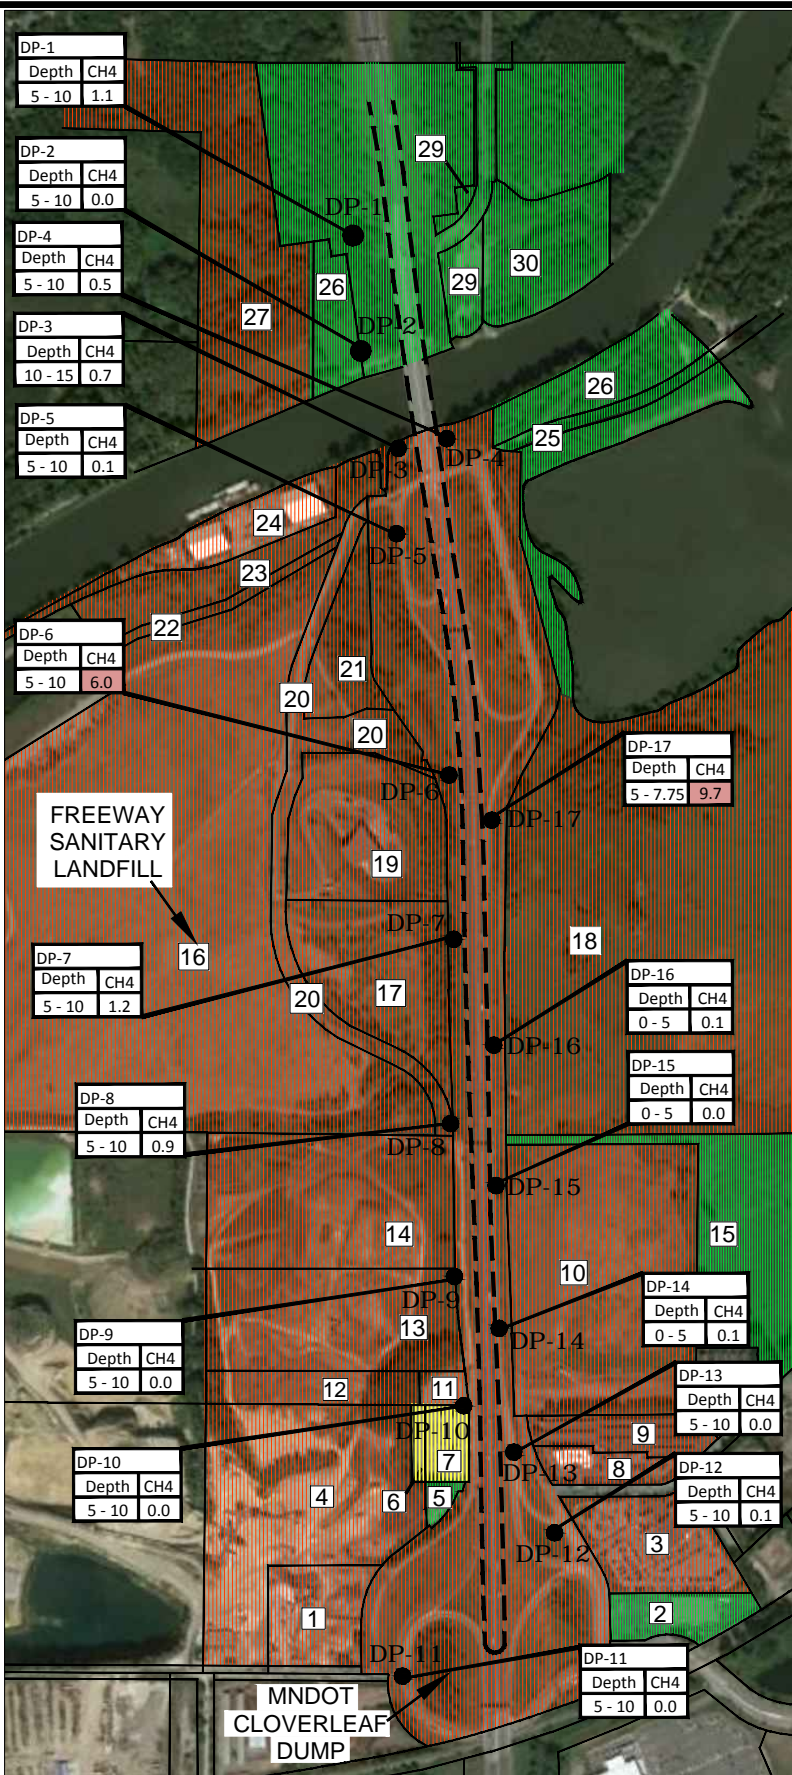 DP-1
Depth CH4
5 - 10 1.1
DP-2
Depth CH4
5 - 10 0.0
DP-4
Depth CH4
5 - 10 0.5
DP-3
Depth CH4
10 - 15 0.7
DP-5
Depth CH4
5 - 10 0.1
29
DP-1
26
29
30
27
DP-2
26
25
DP-3
DP-4
24
DP-5
23
22
DP-6
Depth CH4
5 - 10 6.0
21
20
20
DP-17
Depth CH4
5 - 7.75 9.7
DP-6
DP-17
FREEWAY
SANITARY
LANDFILL
19
DP-7
18
16
DP-7
Depth CH4
5 - 10 1.2
20
17
DP-16
Depth CH4
0 - 5 0.1
DP-16
DP-15
Depth CH4
0 - 5 0.0
DP-8
Depth CH4
5 - 10 0.9
DP-8
DP-15
14
15
10
DP-9
DP-14
Depth CH4
0 - 5 0.1
DP-9
Depth CH4
5 - 10 0.0
13
DP-14
12
11
DP-13
Depth CH4
5 - 10 0.0
DP-10
9
DP-10
Depth CH4
5 - 10 0.0
7
DP-13
8
DP-12
Depth CH4
5 - 10 0.1
4
6
5
DP-12
3
1
2
DP-11
DP-11
Depth CH4
5 - 10 0.0
MNDOT
CLOVERLEAF
DUMP